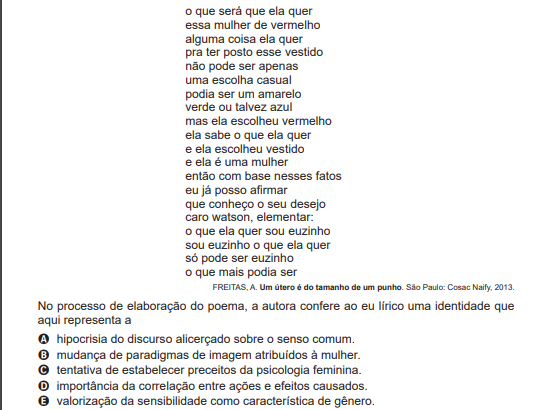 o que será que ela quer
essa mulher de vermelho
alguma coisa ela quer
pra ter posto esse vestido
não pode ser apenas
uma escolha casual
podia ser um amarelo
verde ou talvez azul
mas ela escolheu vermelho
ela sabe o que ela quer
e ela escolheu vestido
e ela é uma mulher
então com base nesses fatos
eu já posso afirmar
que conheço o seu desejo
caro watson, elementar:
o que ela quer sou euzinho
sou euzinho o que ela quer
só pode ser euzinho
o que mais podia ser
FREITAS, A. Um útero é do tamanho de um punho. São Paulo: Cosac Naify, 2013.
No processo de elaboração do poema, a autora confere ao eu lírico uma identidade que
aqui representa a
A hipocrisia do discurso alicerçado sobre o senso comum.
B mudança de paradigmas de imagem atribuídos à mulher.
C tentativa de estabelecer preceitos da psicologia feminina.
D importância da correlação entre ações e efeitos causados.
E valorização da sensibilidade como característica de gênero.